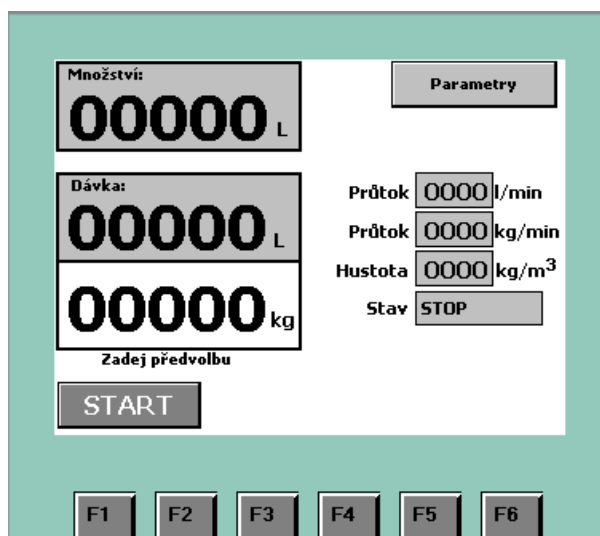 Množství:
00000 L
Parametry
Dávka:
00000 L
00000 kg
Zadej předvolbu
Průtok 0000 l/min
Průtok 0000 kg/min
Hustota 0000 kg/m³
Stav STOP
START
F1 F2 F3 F4 F5 F6